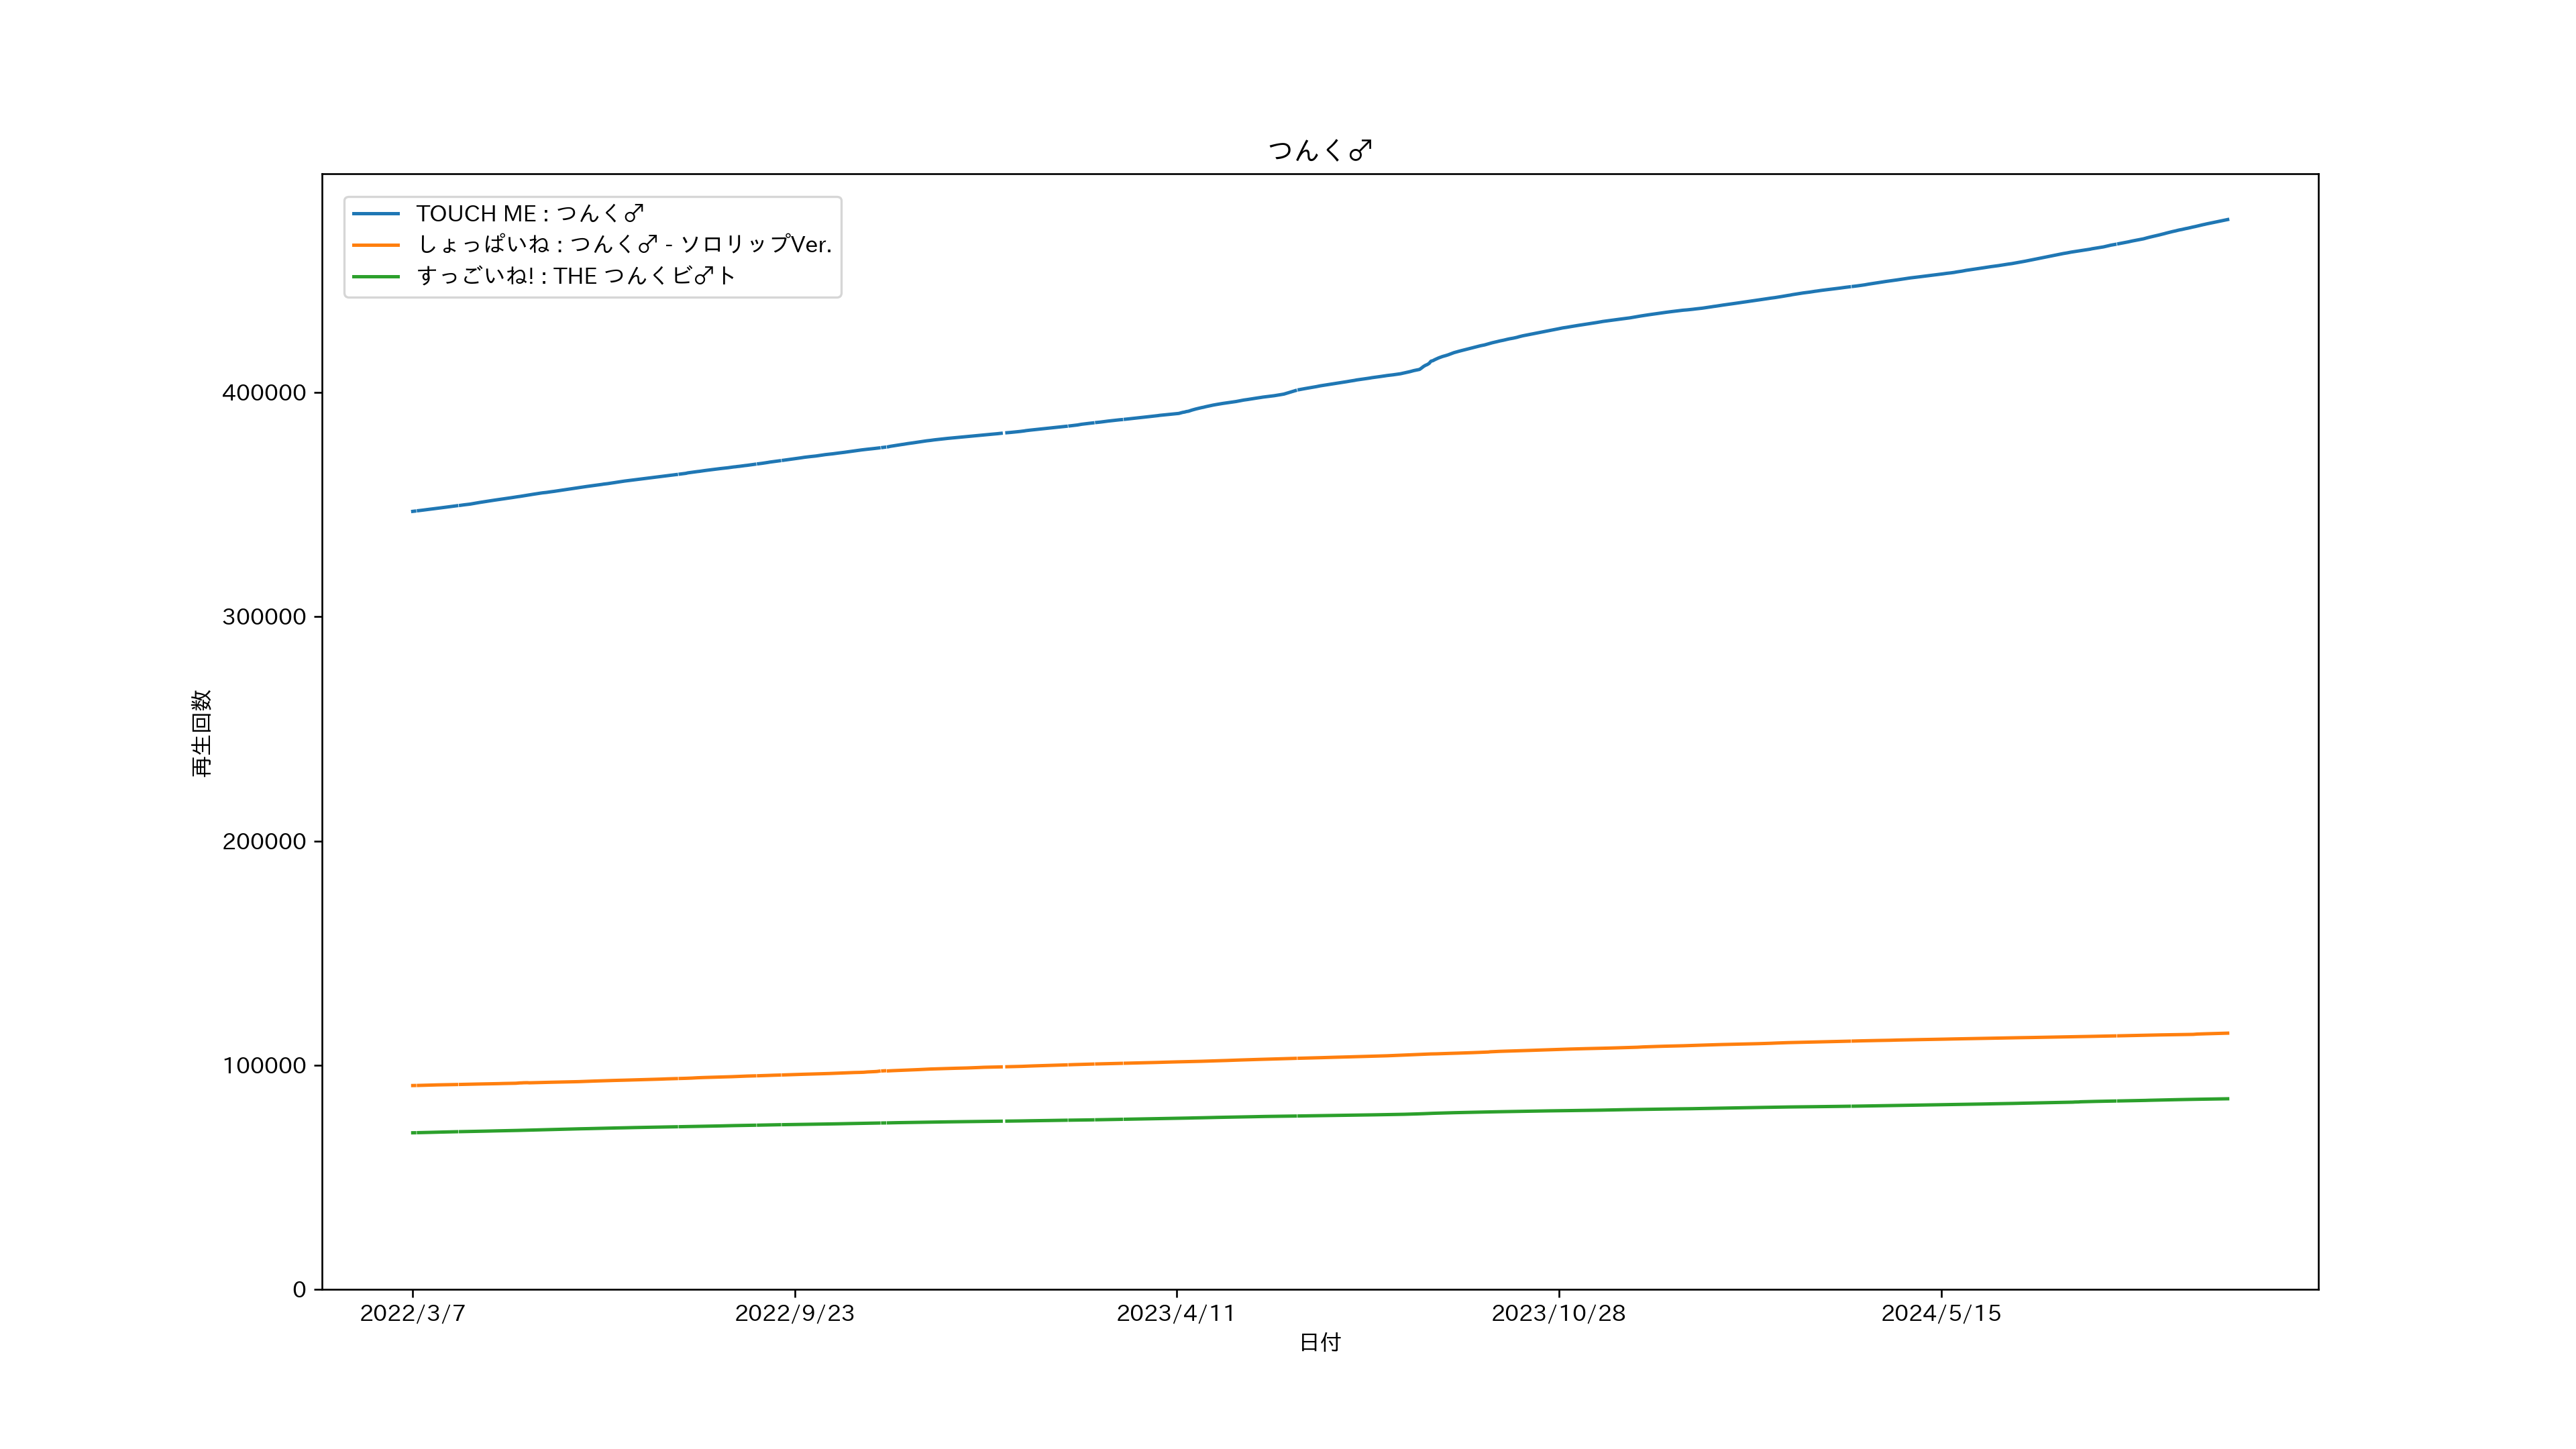 つんく♂
TOUCH ME : つんく♂
しょっぱいね : つんく♂ - ソロリップVer.
すっごいね! : THE つんくビ♂ト
400000
300000
200000
100000
0
再生回数
2022/3/7
2022/9/23
2023/4/11
2023/10/28
2024/5/15
日付